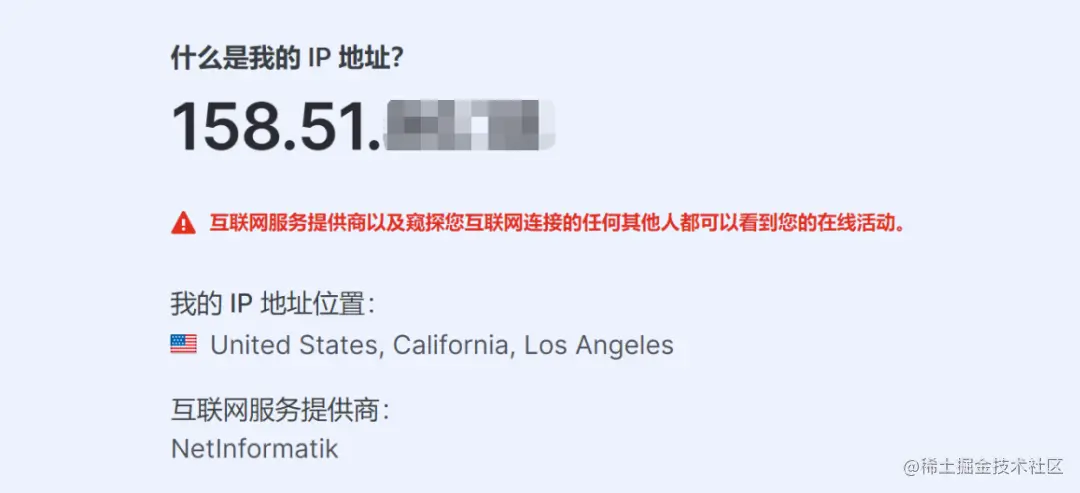 什么是我的 IP 地址？
158.51.
互联网服务提供商以及窥探您互联网连接的任何其他人都可以看到您的在线活动。
我的 IP 地址位置：
United States, California, Los Angeles
互联网服务提供商：
NetInformatik
@稀土掘金技术社区